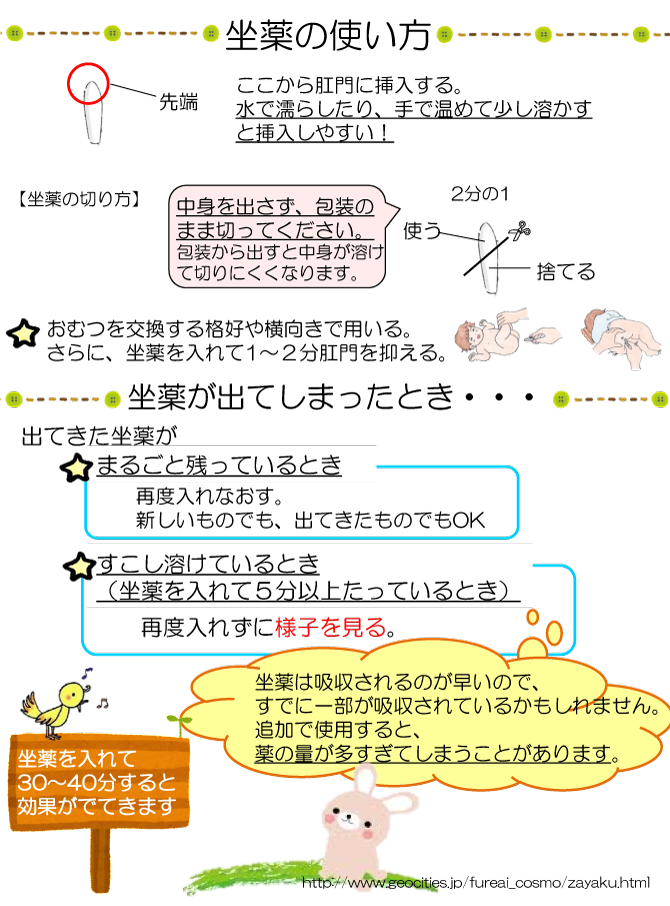 坐薬の使い方
先端
ここから肛門に挿入する。
水で濡らしたり、手で温めて少し溶かす
と挿入しやすい！
【坐薬の切り方】
中身を出さず、包装の
まま切ってください。
包装から出すと中身が溶け
て切りにくくなります。
2分の1
使う
捨てる
おむつを交換する格好や横向きで用いる。
さらに、坐薬を入れて1～2分肛門を抑える。
坐薬が出てしまったとき・・・
出てきた坐薬が
まるごと残っているとき
再度入れなおす。
新しいものでも、出てきたものでもOK
すこし溶けているとき
（坐薬を入れて５分以上たっているとき）
再度入れずに様子を見る。
坐薬は吸収されるのが早いので、
すでに一部が吸収されているかもしれません。
追加で使用すると、
薬の量が多すぎてしまうことがあります。
坐薬を入れて
30～40分すると
効果がでてきます
http://www.geocities.jp/fureai_cosmo/zayaku.html